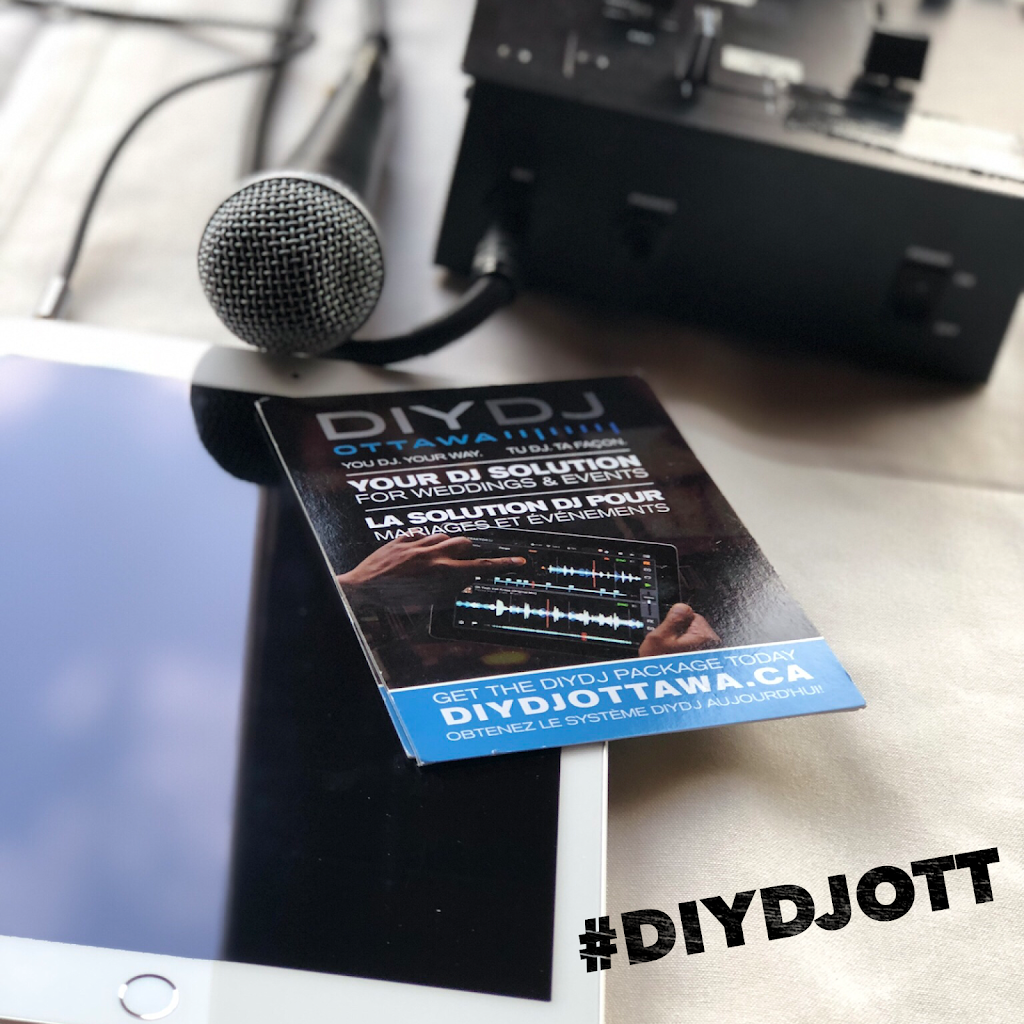 DIYDJ
OTTAWA
YOU DJ. YOUR WAY. TU DJ. TA FAÇON.
YOUR DJ SOLUTION
FOR WEDDINGS & EVENTS
LA SOLUTION DJ POUR
MARIAGES ET ÉVÉNEMENTS
GET THE DIYDJ PACKAGE TODAY
DIYDJOTTAWA.CA
OBTENEZ LE SYSTÈME DIYDJ AUJOURD'HUI!
#DIYDJOTT